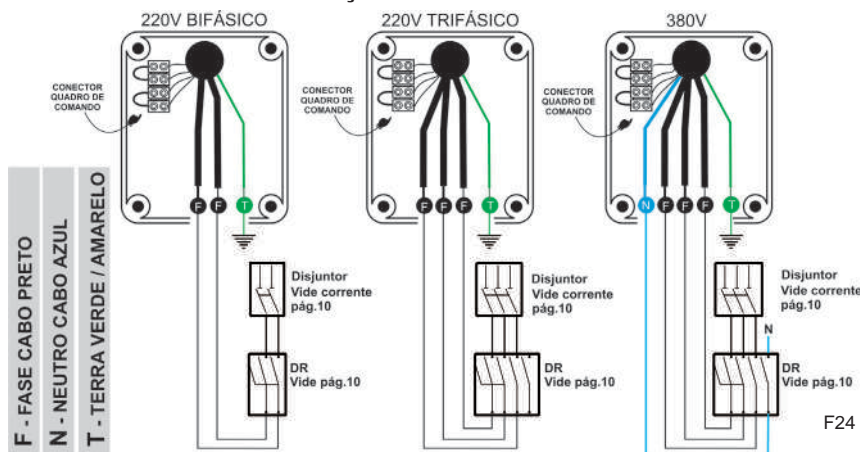 220V BIFÁSICO
220V TRIFÁSICO
380V
CONECTOR
QUADRO DE
COMANDO
CONECTOR
QUADRO DE
COMANDO
CONECTOR
QUADRO DE
COMANDO
F F T
F F F T
N F F F T
F - FASE CABO PRETO
N - NEUTRO CABO AZUL
T - TERRA VERDE / AMARELO
Disjuntor
Vide corrente
pág.10
DR
Vide pág.10
Disjuntor
Vide corrente
pág.10
DR
Vide pág.10
Disjuntor
Vide corrente
pág.10
N
DR
Vide pág.10
F24